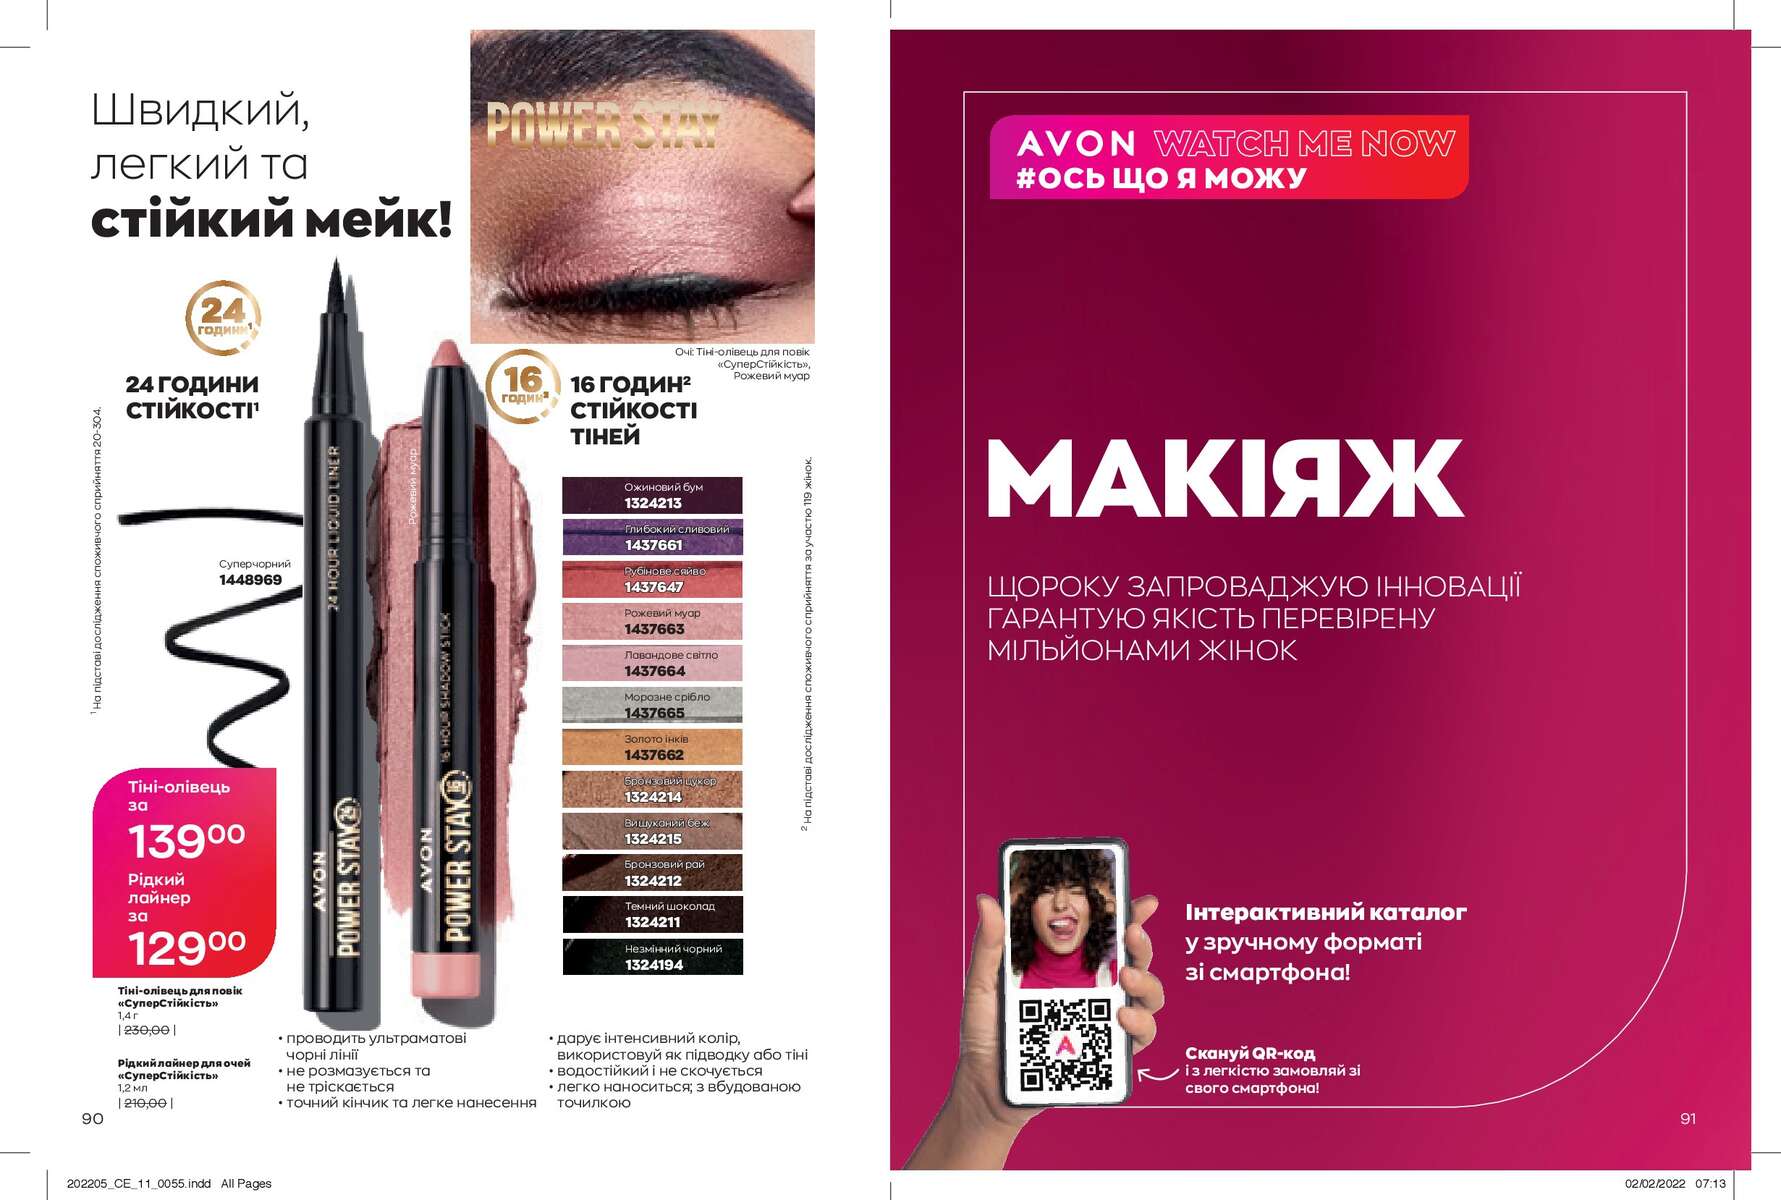 Швидкий,
легкий та
стійкий мейк!
POWER STAY
24
години¹
24 ГОДИНИ
СТІЙКОСТІ¹
16
годин²
16 ГОДИН²
СТІЙКОСТІ
ТІНЕЙ
Очі: Тіні-олівець для повік
«СуперСтійкість»,
Рожевий муар
¹ На підставі дослідження споживчого сприйняття 20-304.
Суперчорний
1448969
24 HOUR LIQUID LINER
AVON
POWER STAY 24
Рожевий муар
16 HOUR SHADOW STICK
AVON
POWER STAY 16
Ожиновий бум
1324213
Глибокий сливовий
1437661
Рубінове сяйво
1437647
Рожевий муар
1437663
Лавандове світло
1437664
Морозне срібло
1437665
Золото інків
1437662
Бронзовий цукор
1324214
Вишуканий беж
1324215
Бронзовий рай
1324212
Темний шоколад
1324211
Незмінний чорний
1324194
² На підставі дослідження споживчого сприйняття за участю 119 жінок.
Тіні-олівець
за
139⁰⁰
Рідкий
лайнер
за
129⁰⁰
Тіні-олівець для повік
«СуперСтійкість»
1,4 г
| 230,00 |
Рідкий лайнер для очей
«СуперСтійкість»
1,2 мл
| 210,00 |
• проводить ультраматові
чорні лінії
• не розмазується та
не тріскається
• точний кінчик та легке нанесення
• дарує інтенсивний колір,
використовуй як підводку або тіні
• водостійкий і не скочується
• легко наноситься; з вбудованою
точилкою
90
AVON WATCH ME NOW
#ОСЬ ЩО Я МОЖУ
МАКІЯЖ
ЩОРОКУ ЗАПРОВАДЖУЮ ІННОВАЦІЇ
ГАРАНТУЮ ЯКІСТЬ ПЕРЕВІРЕНУ
МІЛЬЙОНАМИ ЖІНОК
Інтерактивний каталог
у зручному форматі
зі смартфона!
Скануй QR-код
і з легкістю замовляй зі
свого смартфона!
91
202205_CE_11_0055.indd All Pages
02/02/2022 07:13